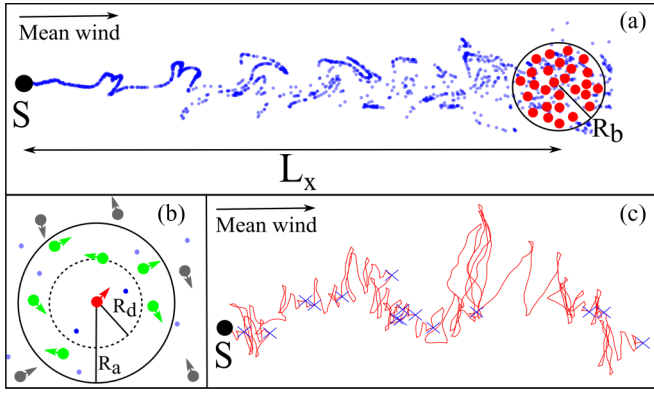 Mean wind
(a)
S
R_b
L_x
(b)
R_d
R_a
Mean wind
(c)
S